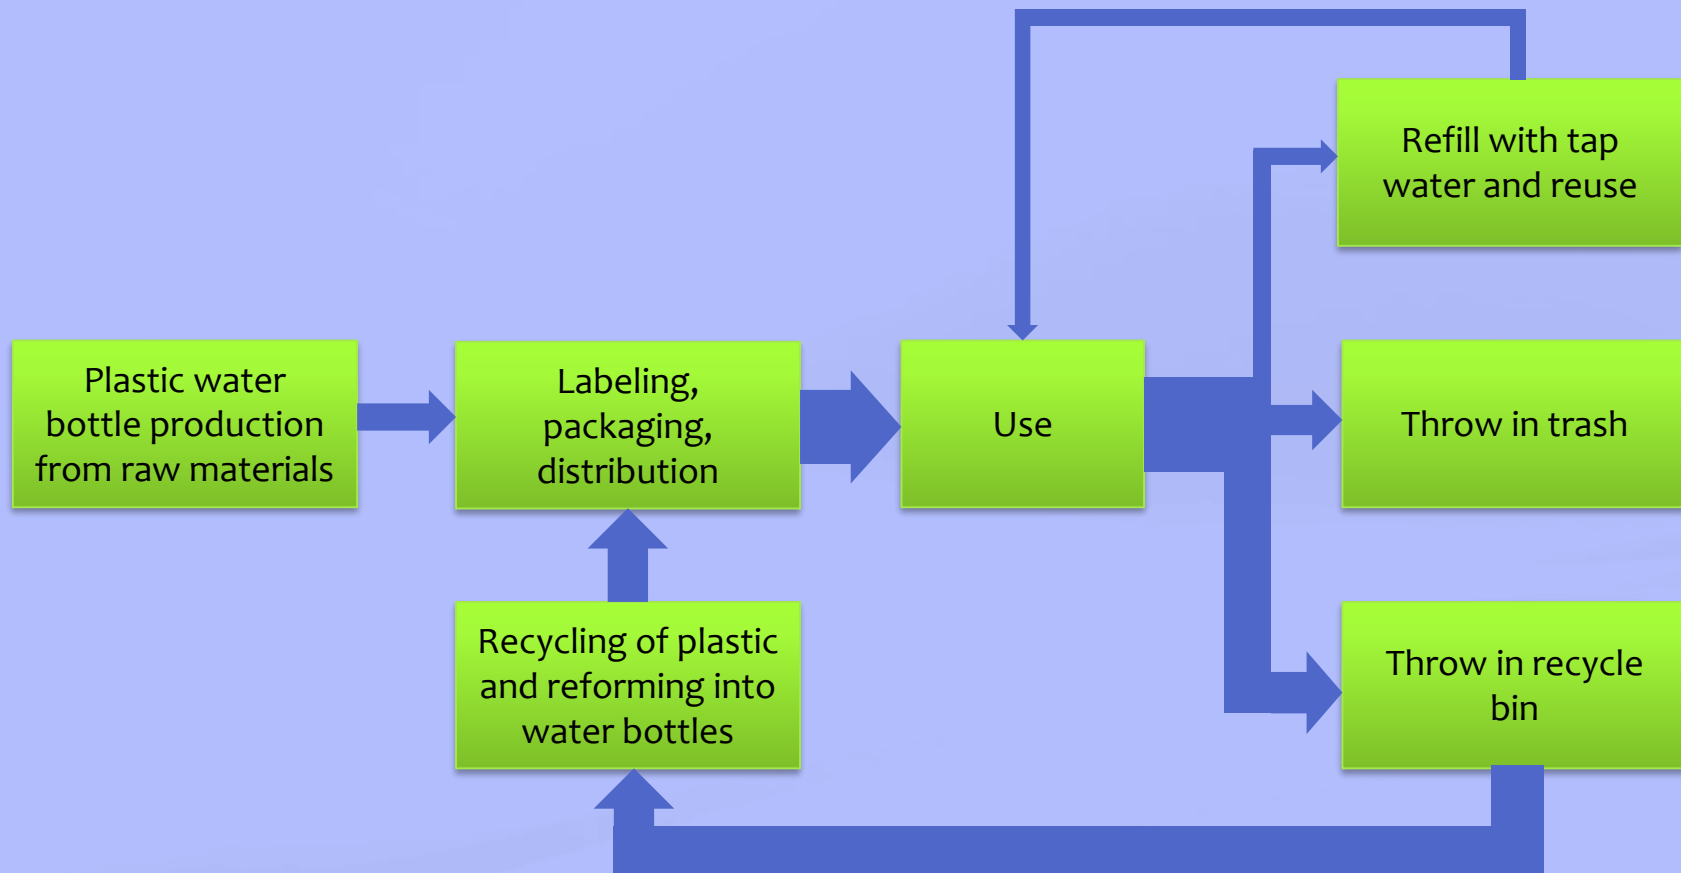 Refill with tap
water and reuse
Plastic water
bottle production
from raw materials
Labeling,
packaging,
distribution
Use
Throw in trash
Recycling of plastic
and reforming into
water bottles
Throw in recycle
bin